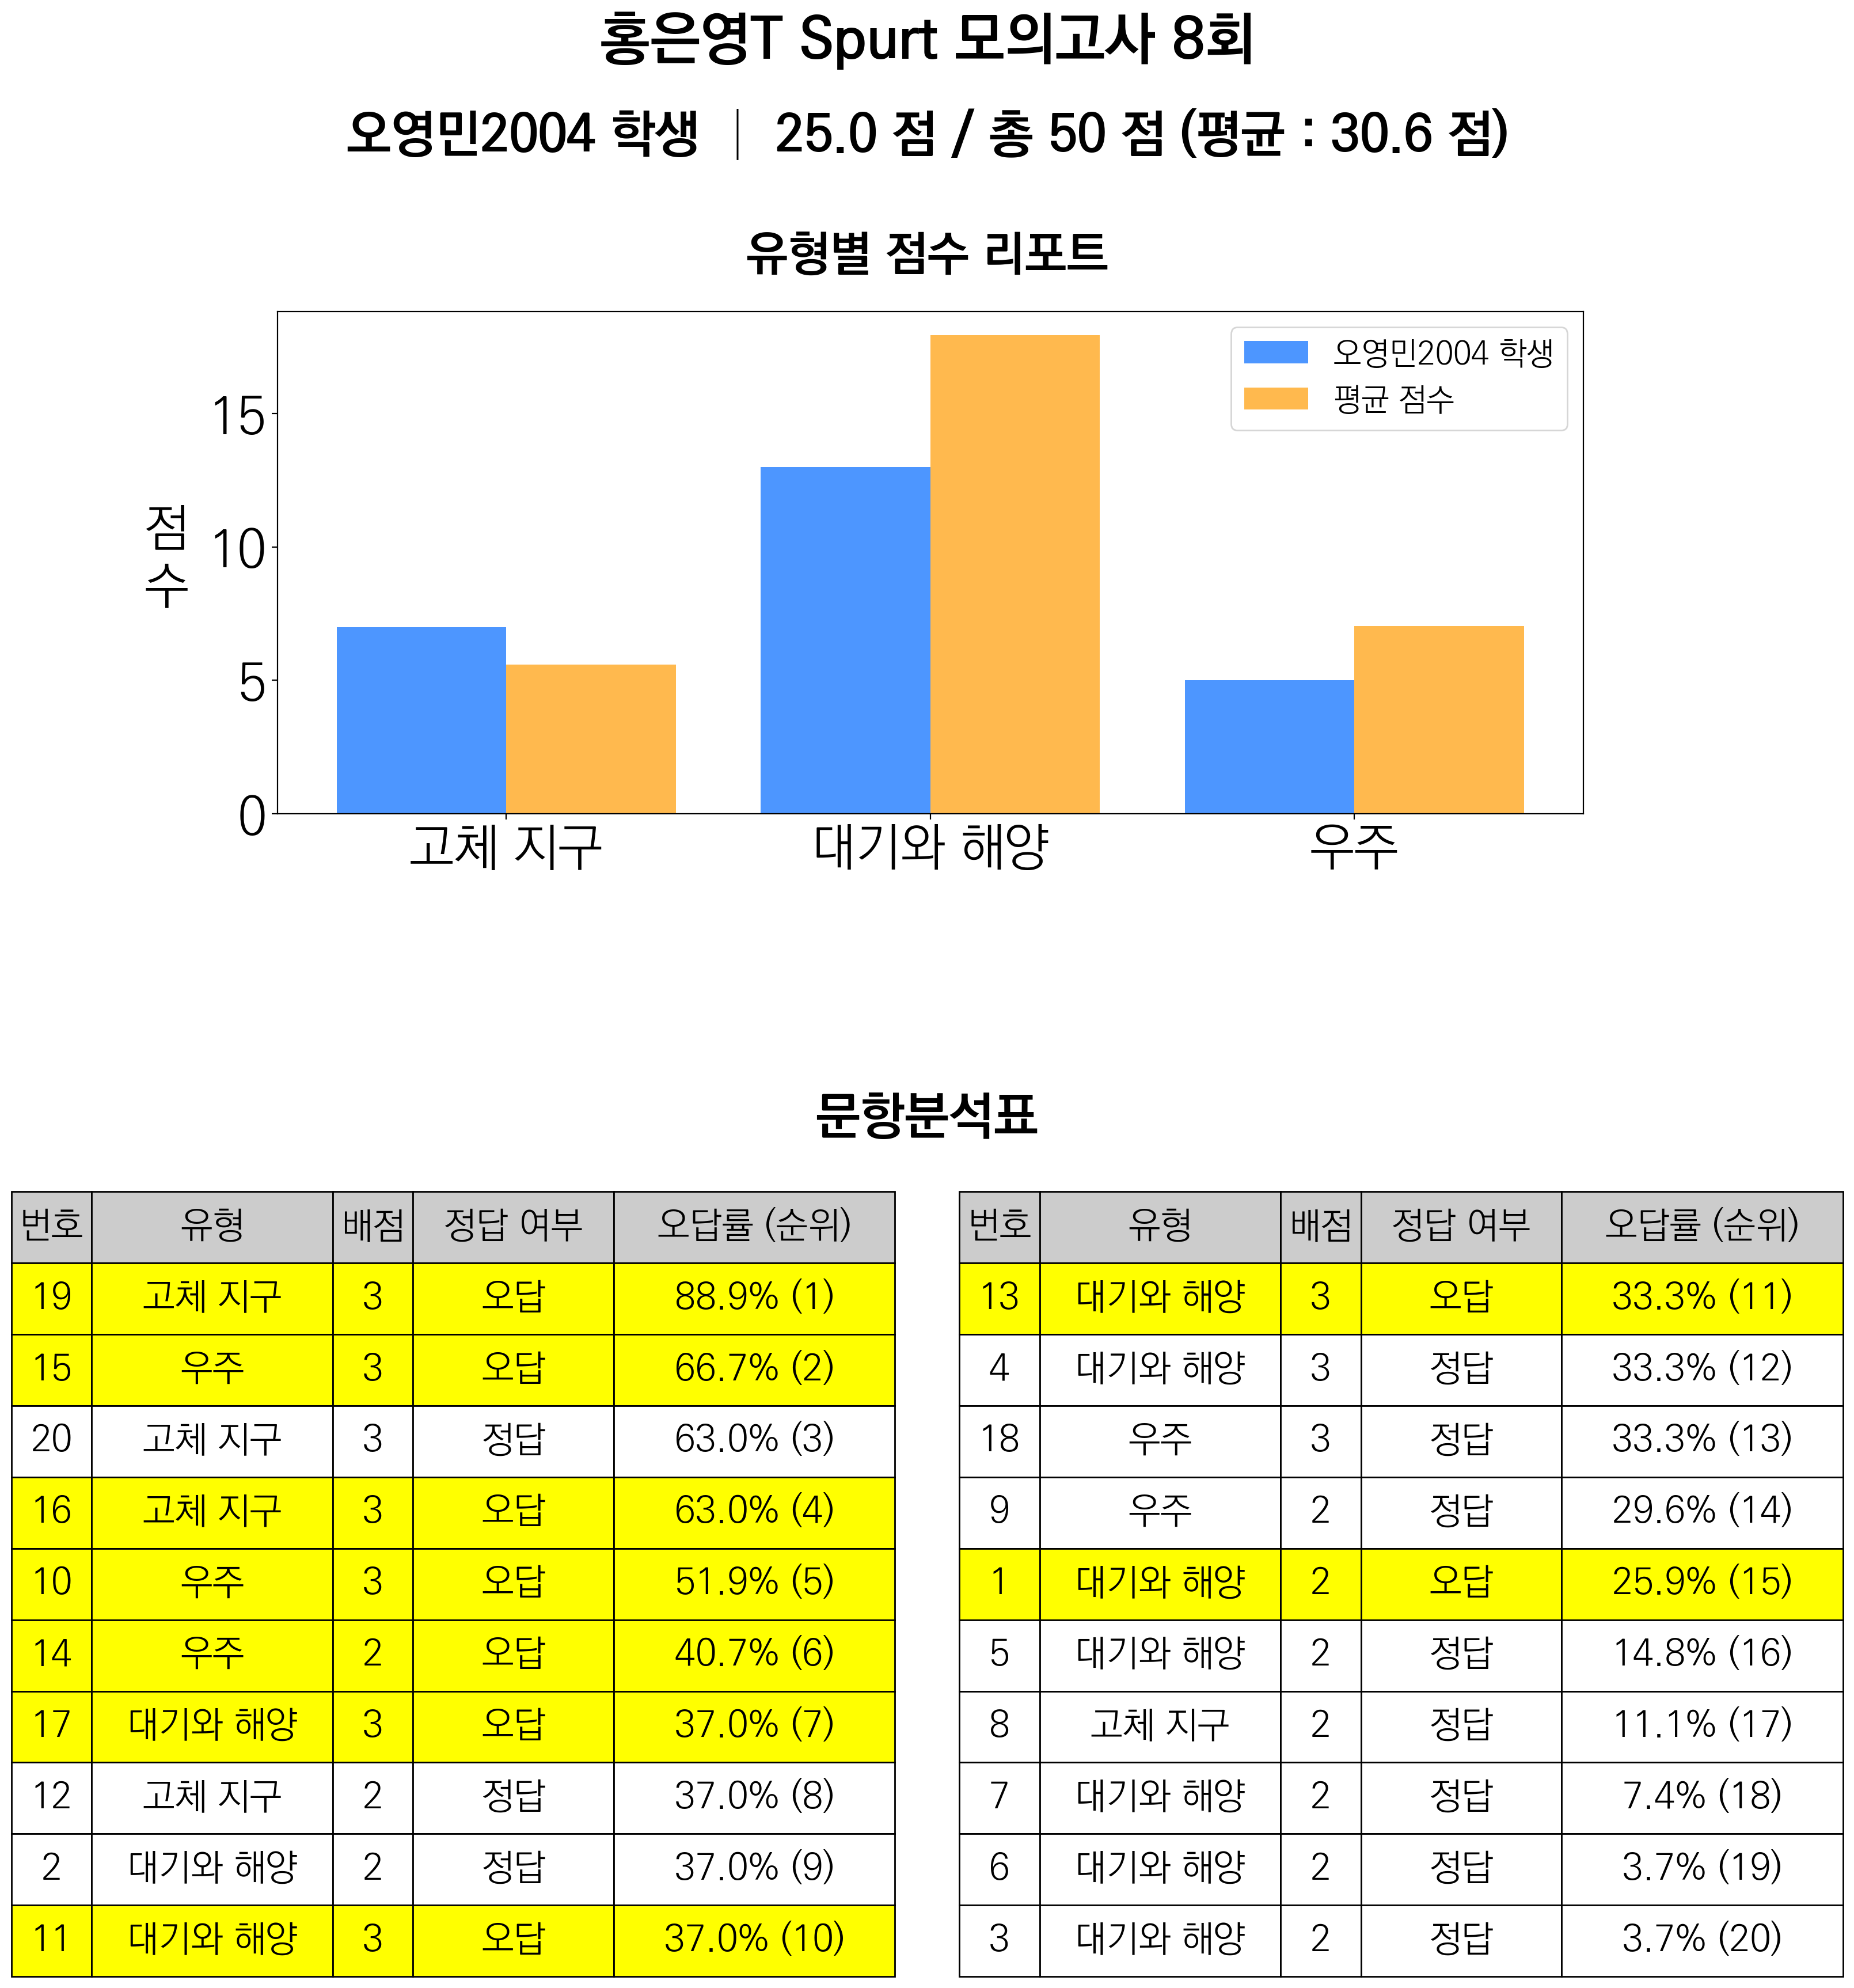 홍은영T Spurt 모의고사 8회
오영민2004 학생 | 25.0 점 / 총 50 점 (평균 : 30.6 점)
유형별 점수 리포트
오영민2004 학생
평균 점수
점
수
15
10
5
0
고체 지구 대기와 해양 우주
문항분석표
번호 유형 배점 정답 여부 오답률 (순위)
19 고체 지구 3 오답 88.9% (1)
15 우주 3 오답 66.7% (2)
20 고체 지구 3 정답 63.0% (3)
16 고체 지구 3 오답 63.0% (4)
10 우주 3 오답 51.9% (5)
14 우주 2 오답 40.7% (6)
17 대기와 해양 3 오답 37.0% (7)
12 고체 지구 2 정답 37.0% (8)
2 대기와 해양 2 정답 37.0% (9)
11 대기와 해양 3 오답 37.0% (10)
번호 유형 배점 정답 여부 오답률 (순위)
13 대기와 해양 3 오답 33.3% (11)
4 대기와 해양 3 정답 33.3% (12)
18 우주 3 정답 33.3% (13)
9 우주 2 정답 29.6% (14)
1 대기와 해양 2 오답 25.9% (15)
5 대기와 해양 2 정답 14.8% (16)
8 고체 지구 2 정답 11.1% (17)
7 대기와 해양 2 정답 7.4% (18)
6 대기와 해양 2 정답 3.7% (19)
3 대기와 해양 2 정답 3.7% (20)